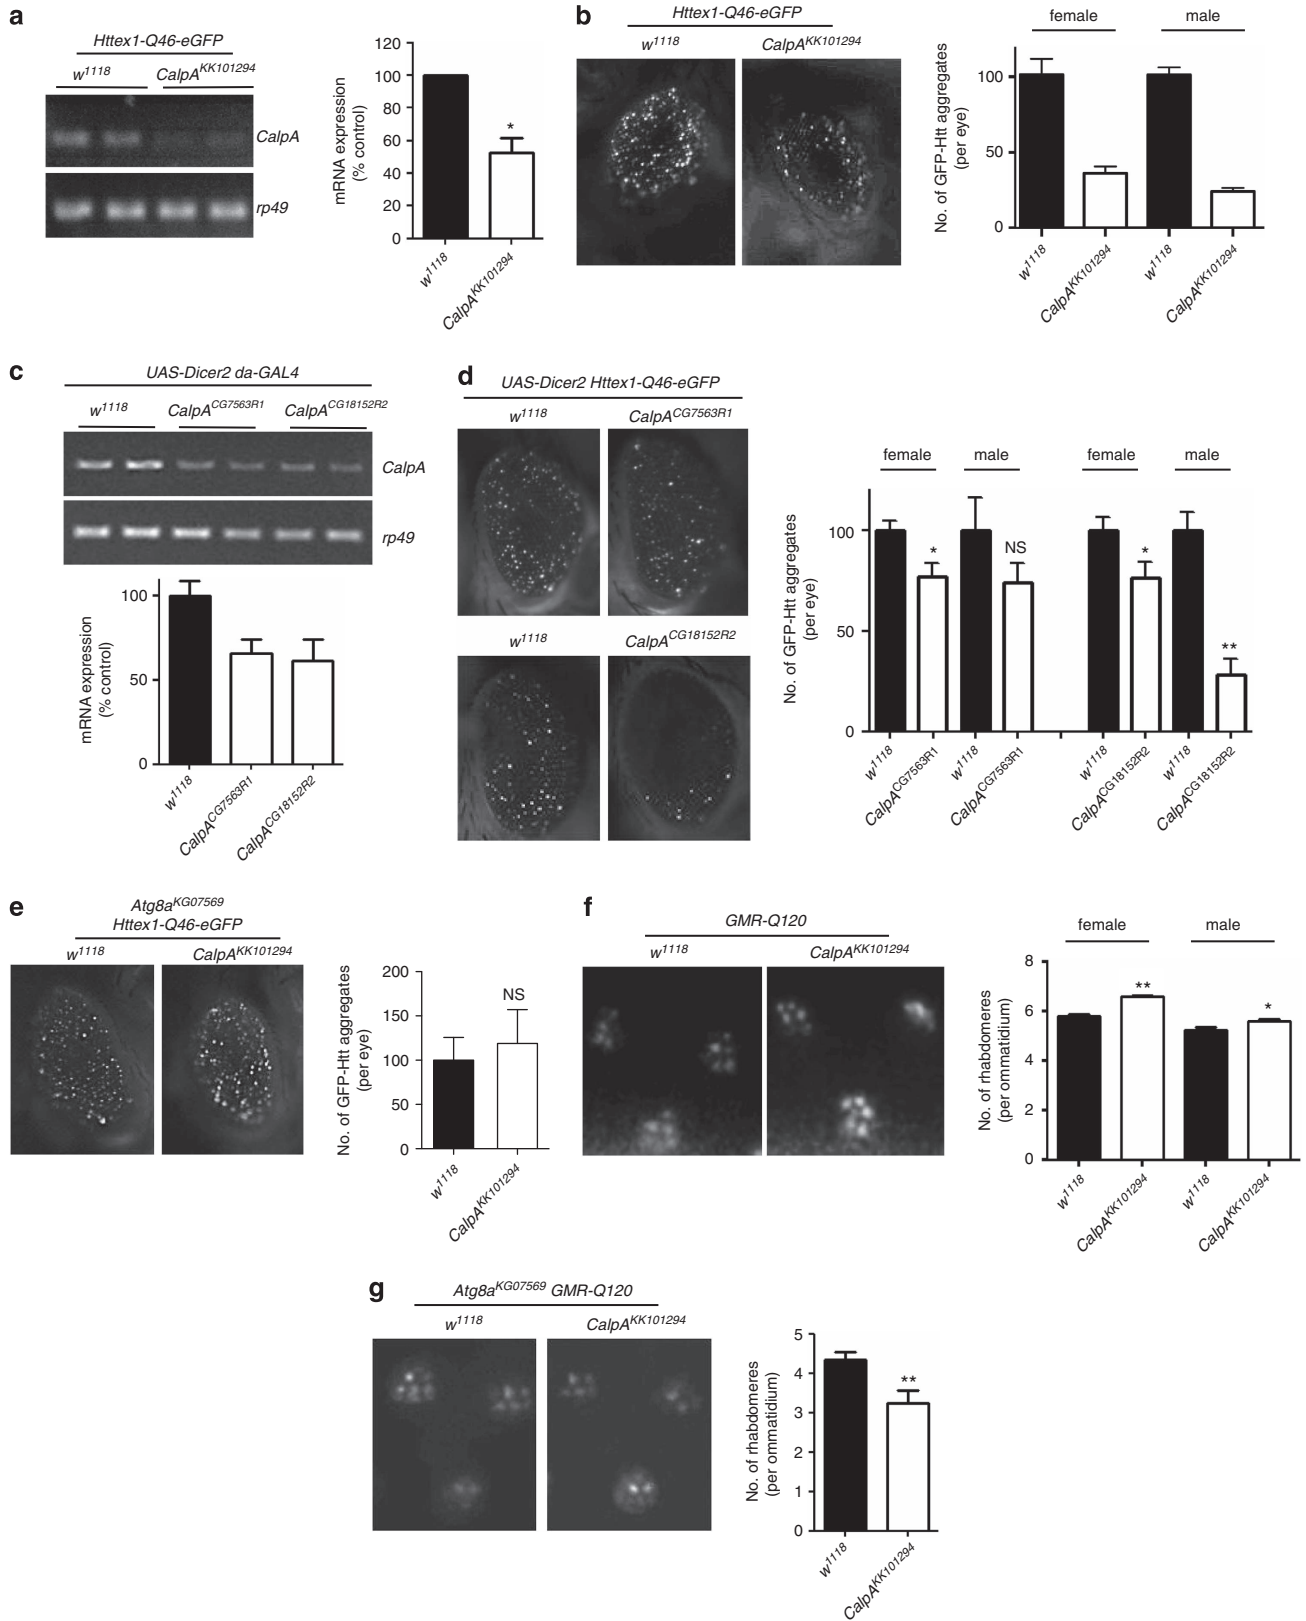 a
Httex1-Q46-eGFP
w1118 CalpAKK101294
CalpA
rp49
mRNA expression
(% control)
120
100
80
60
40
20
0
*
w1118
CalpAKK101294
b
Httex1-Q46-eGFP
w1118 CalpAKK101294
female male
No. of GFP-Htt aggregates
(per eye)
100
50
0
w1118
CalpAKK101294
w1118
CalpAKK101294
c
UAS-Dicer2 da-GAL4
w1118 CalpACG7563R1 CalpACG18152R2
CalpA
rp49
mRNA expression
(% control)
100
50
0
w1118
CalpACG7563R1
CalpACG18152R2
d
UAS-Dicer2 Httex1-Q46-eGFP
w1118 CalpACG7563R1
w1118 CalpACG18152R2
female male female male
No. of GFP-Htt aggregates
(per eye)
100
50
0
* NS * **
w1118
CalpACG7563R1
w1118
CalpACG7563R1
w1118
CalpACG18152R2
w1118
CalpACG18152R2
e
Atg8aKG07569
Httex1-Q46-eGFP
w1118 CalpAKK101294
No. of GFP-Htt aggregates
(per eye)
200
150
100
50
0
NS
w1118
CalpAKK101294
f
GMR-Q120
w1118 CalpAKK101294
female male
No. of rhabdomeres
(per ommatidium)
8
6
4
2
0
** *
w1118
CalpAKK101294
w1118
CalpAKK101294
g
Atg8aKG07569 GMR-Q120
w1118 CalpAKK101294
No. of rhabdomeres
(per ommatidium)
5
4
3
2
1
0
**
w1118
CalpAKK101294